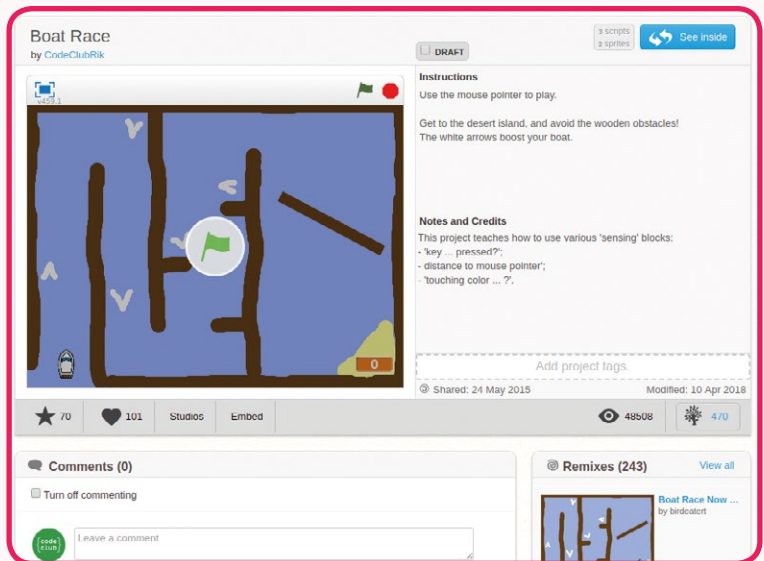 Boat Race
by CodeClubRik
3 scripts
2 sprites
See inside
DRAFT
v459.1
Instructions
Use the mouse pointer to play.
Get to the desert island, and avoid the wooden obstacles!
The white arrows boost your boat.
Notes and Credits
This project teaches how to use various 'sensing' blocks:
- 'key ... pressed?';
- distance to mouse pointer';
- 'touching color ... ?'.
0
Add project tags.
Shared: 24 May 2015
Modified: 10 Apr 2018
70
101
Studios
Embed
48508
470
Comments (0)
Turn off commenting
code
club
Leave a comment
Remixes (243)
View all
Boat Race Now ...
by birdcatert